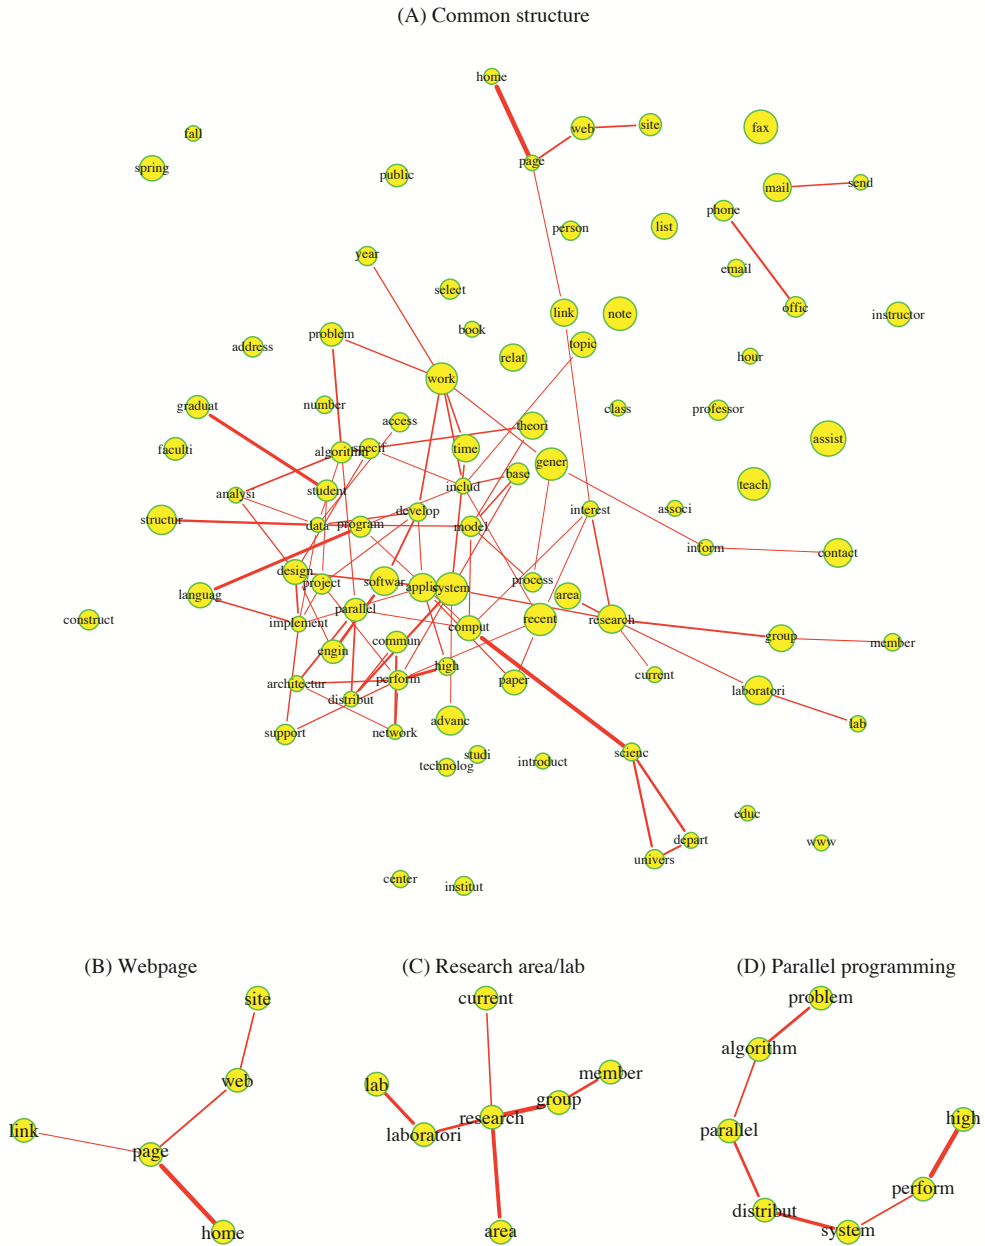 (A) Common structure
home
web
site
fax
fall
page
spring
public
mail
send
phone
person
list
year
email
select
offic
link
note
instructor
problem
book
topic
address
relat
hour
work
graduat
number
class
professor
access
theori
assist
faculti
algorithm
specif
time
gener
base
teach
analysi
student
includ
structur
data
program
develop
model
interest
associ
inform
contact
design
project
softwar
applic
system
process
languag
area
construct
implement
parallel
comput
recent
research
group
member
engin
commun
high
paper
current
architectur
distribut
perform
laboratori
support
network
advanc
lab
technolog
studi
introduct
scienc
educ
www
depart
univers
center
institut
(B) Webpage
(C) Research area/lab
(D) Parallel programming
site
web
link
page
home
current
lab
member
group
research
laboratori
area
problem
algorithm
parallel
high
perform
distribut
system